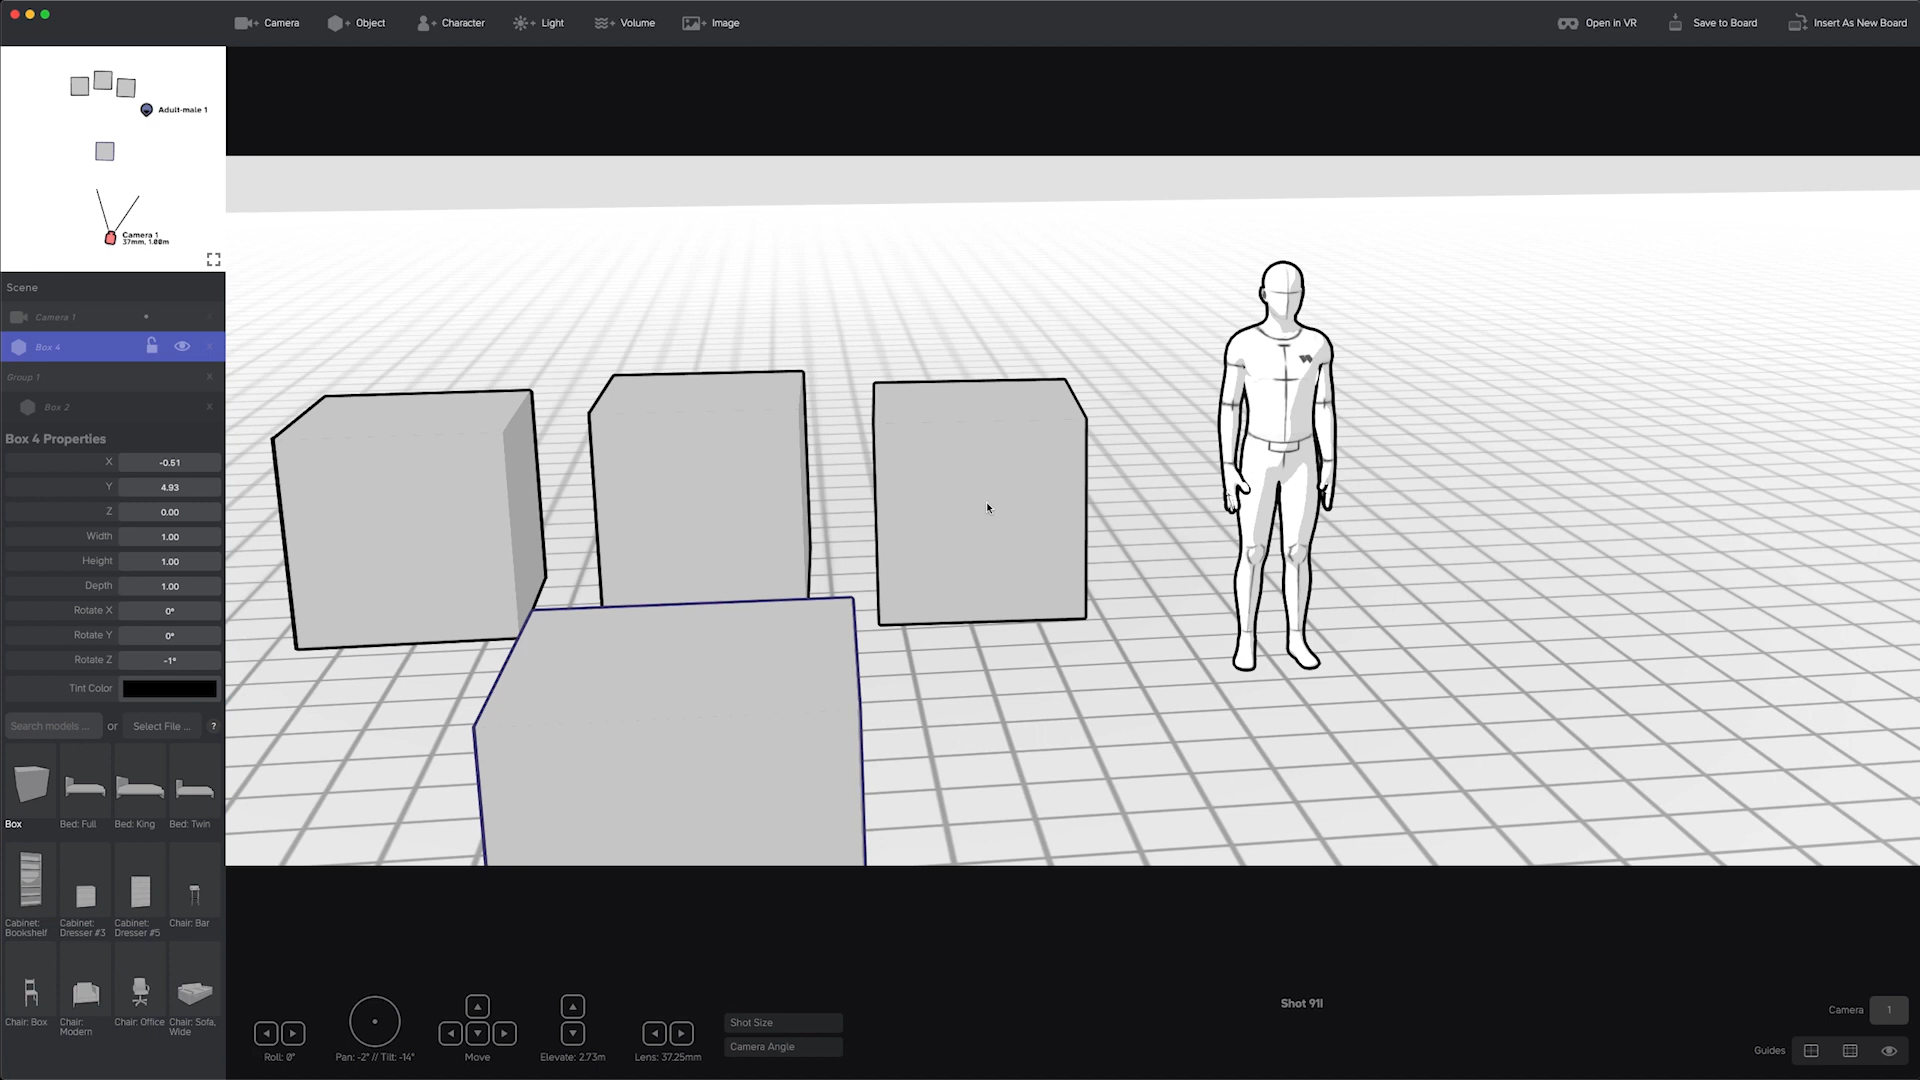 Camera
Object
Character
Light
Volume
Image
Open in VR
Save to Board
Insert As New Board
Adult-male 1
Camera 1
37mm, 1.00m
Scene
Camera 1
Box 4
X
Group 1
X
Box 2
X
Box 4 Properties
X -0.51
Y 4.93
Z 0.00
Width 1.00
Height 1.00
Depth 1.00
Rotate X 0°
Rotate Y 0°
Rotate Z -1°
Tint Color
Search models ... or Select File ... ?
Box
Bed: Full
Bed: King
Bed: Twin
Cabinet: Bookshelf
Cabinet: Dresser #3
Cabinet: Dresser #5
Chair: Bar
Chair: Box
Chair: Modern
Chair: Office
Chair: Sofa, Wide
Roll: 0°
Pan: -2° // Tilt: -14°
Move
Elevate: 2.73m
Lens: 37.25mm
Shot Size
Camera Angle
Shot 91I
Camera 1
Guides